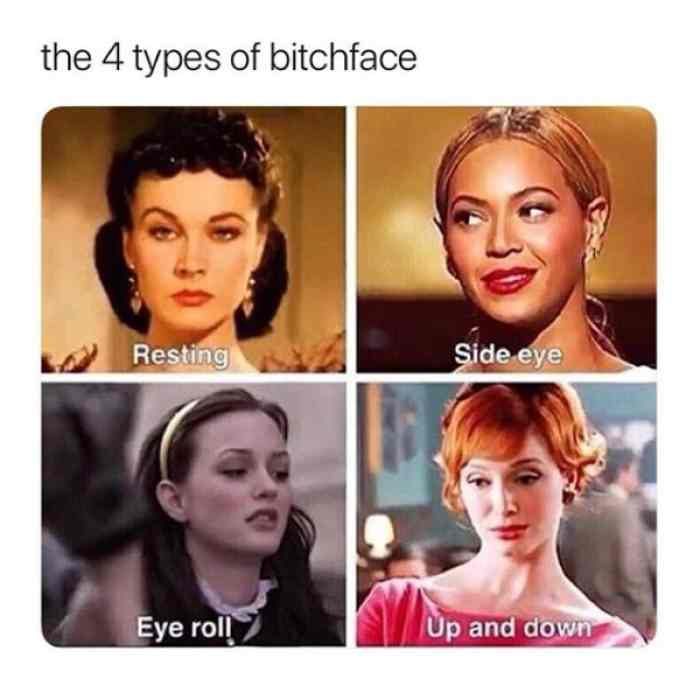 the 4 types of bitchface
Resting
Side eye
Eye roll
Up and down